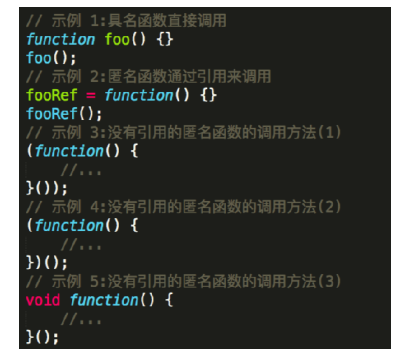 // 示例 1:具名函数直接调用
function foo() {}
foo();
// 示例 2:匿名函数通过引用来调用
fooRef = function() {}
fooRef();
// 示例 3:没有引用的匿名函数的调用方法(1)
(function() {
    //...
}());
// 示例 4:没有引用的匿名函数的调用方法(2)
(function() {
    //...
})();
// 示例 5:没有引用的匿名函数的调用方法(3)
void function() {
    //...
}();